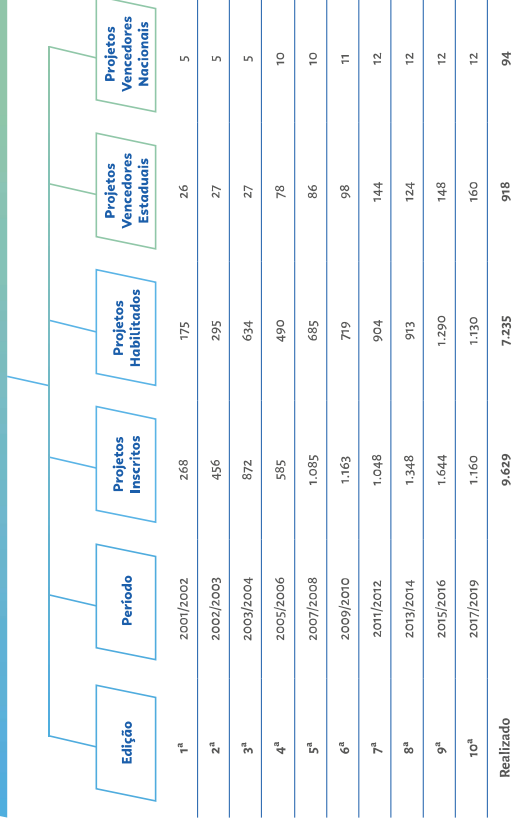 Edição Período Projetos Inscritos Projetos Habilitados Projetos Vencedores Estaduais Projetos Vencedores Nacionais
1ª 2001/2002 268 175 26 5
2ª 2002/2003 456 295 27 5
3ª 2003/2004 872 634 27 5
4ª 2005/2006 585 490 78 10
5ª 2007/2008 1.085 685 86 10
6ª 2009/2010 1.163 719 98 11
7ª 2011/2012 1.048 904 144 12
8ª 2013/2014 1.348 913 124 12
9ª 2015/2016 1.644 1.290 148 12
10ª 2017/2019 1.160 1.130 160 12
Realizado 9.629 7.235 918 94